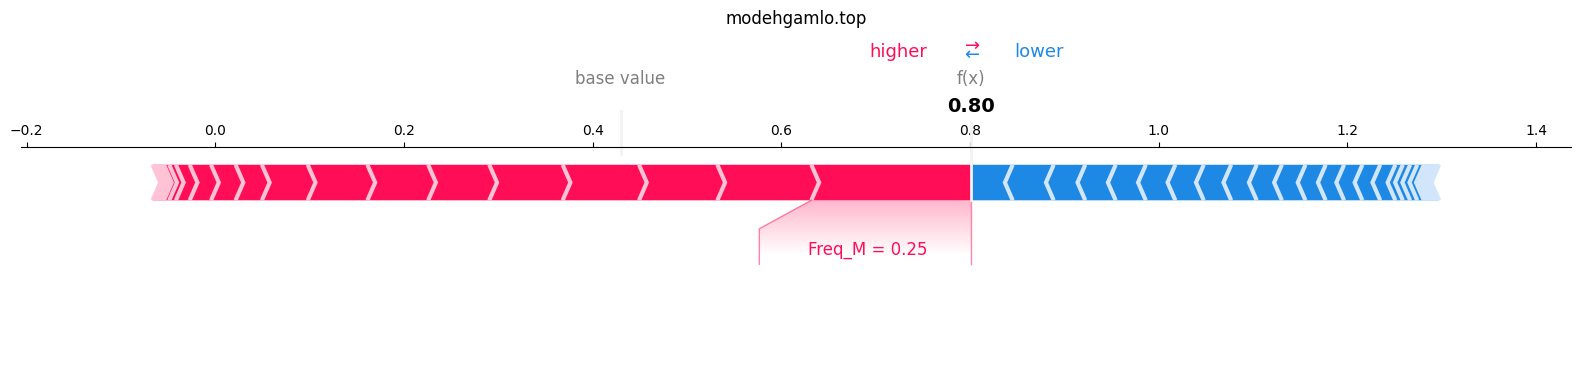 modehgamlo.top
higher → ← lower
base value f(x)
0.80
−0.2 0.0 0.2 0.4 0.6 0.8 1.0 1.2 1.4
Freq_M = 0.25